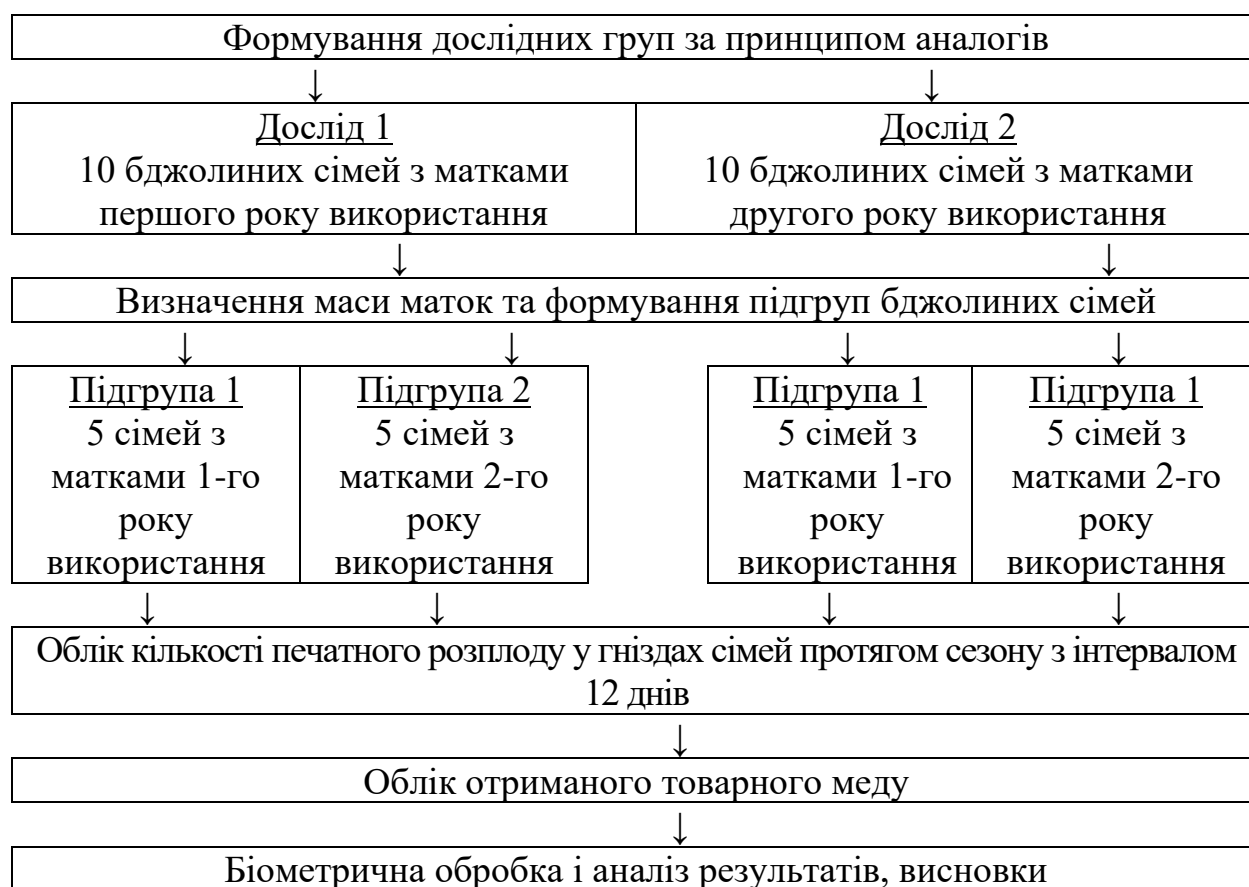 Формування дослідних груп за принципом аналогів
↓ ↓
Дослід 1
10 бджолиних сімей з матками
першого року використання
Дослід 2
10 бджолиних сімей з матками
другого року використання
↓ ↓
Визначення маси маток та формування підгруп бджолиних сімей
↓ ↓ ↓ ↓
Підгрупа 1
5 сімей з
матками 1-го
року
використання
Підгрупа 2
5 сімей з
матками 2-го
року
використання
Підгрупа 1
5 сімей з
матками 1-го
року
використання
Підгрупа 1
5 сімей з
матками 2-го
року
використання
↓ ↓ ↓ ↓
Облік кількості печатного розплоду у гніздах сімей протягом сезону з інтервалом
12 днів
↓
Облік отриманого товарного меду
↓
Біометрична обробка і аналіз результатів, висновки